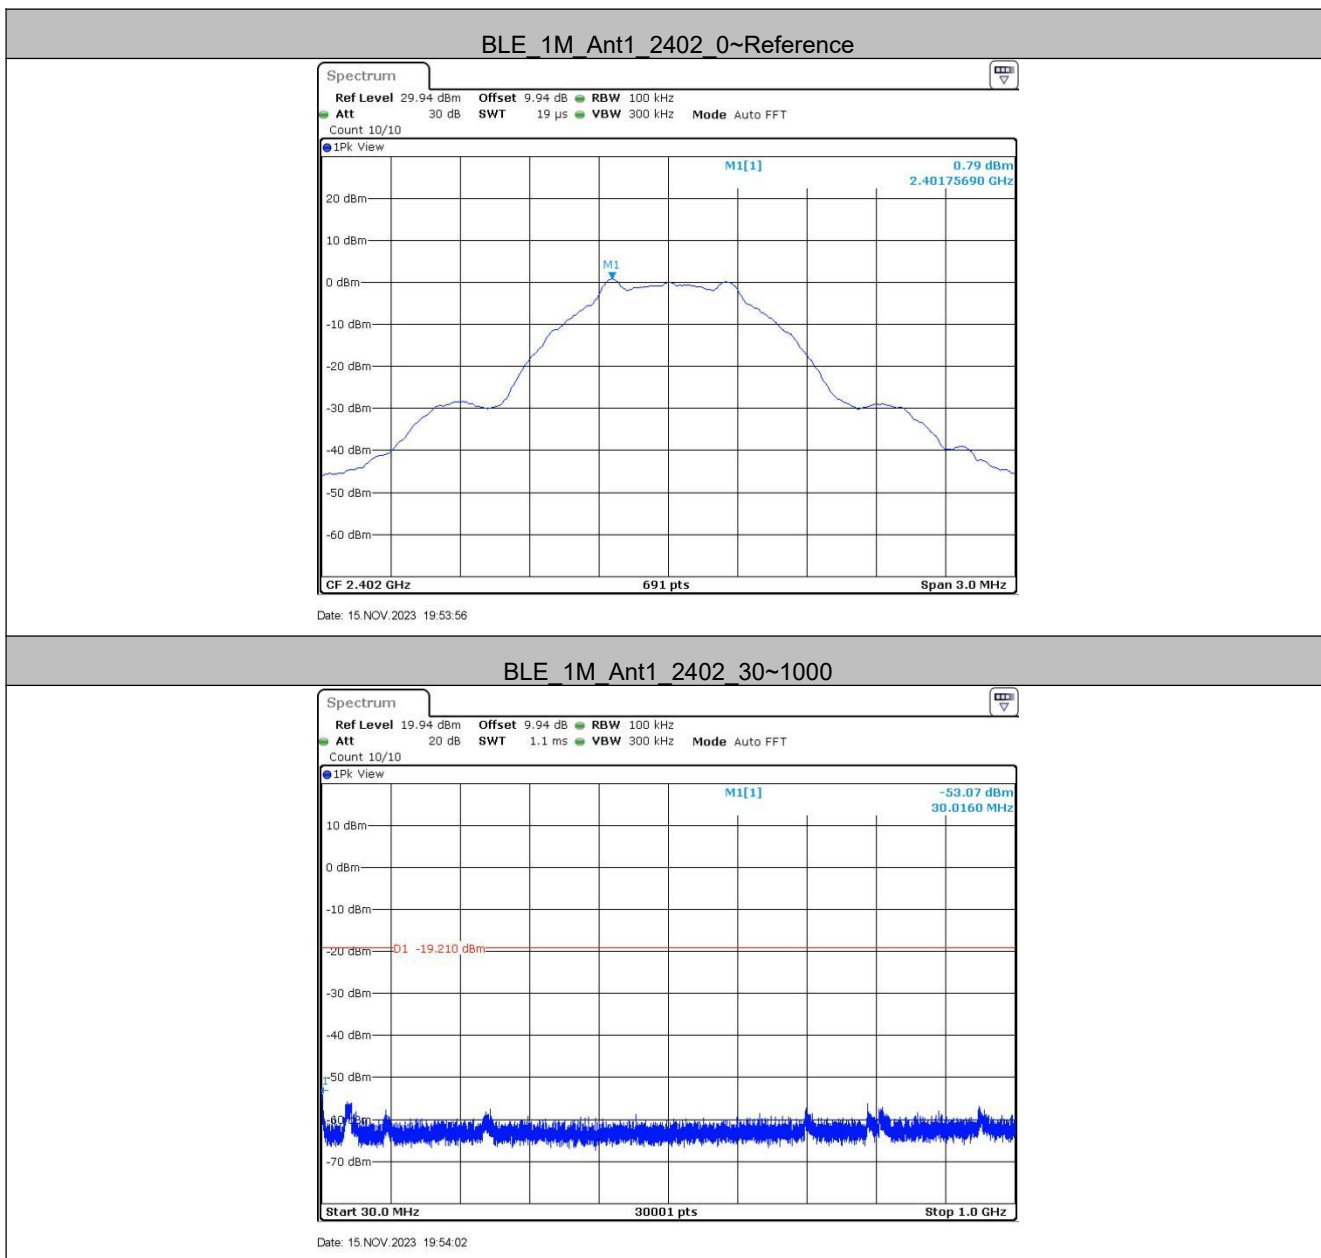 BLE_1M_Ant1_2402_0~Reference
Spectrum
Ref Level 29.94 dBm Offset 9.94 dB RBW 100 kHz
Att 30 dB SWT 19 µs VBW 300 kHz Mode Auto FFT
Count 10/10
1Pk View
M1[1] 0.79 dBm
2.40175690 GHz
20 dBm
10 dBm
M1
0 dBm
-10 dBm
-20 dBm
-30 dBm
-40 dBm
-50 dBm
-60 dBm
CF 2.402 GHz 691 pts Span 3.0 MHz
Date: 15.NOV.2023 19:53:56
BLE_1M_Ant1_2402_30~1000
Spectrum
Ref Level 19.94 dBm Offset 9.94 dB RBW 100 kHz
Att 20 dB SWT 1.1 ms VBW 300 kHz Mode Auto FFT
Count 10/10
1Pk View
M1[1] -53.07 dBm
30.0160 MHz
10 dBm
0 dBm
-10 dBm
-20 dBm D1 -19.210 dBm
-30 dBm
-40 dBm
-50 dBm
-60 dBm
-70 dBm
Start 30.0 MHz 30001 pts Stop 1.0 GHz
Date: 15.NOV.2023 19:54:02